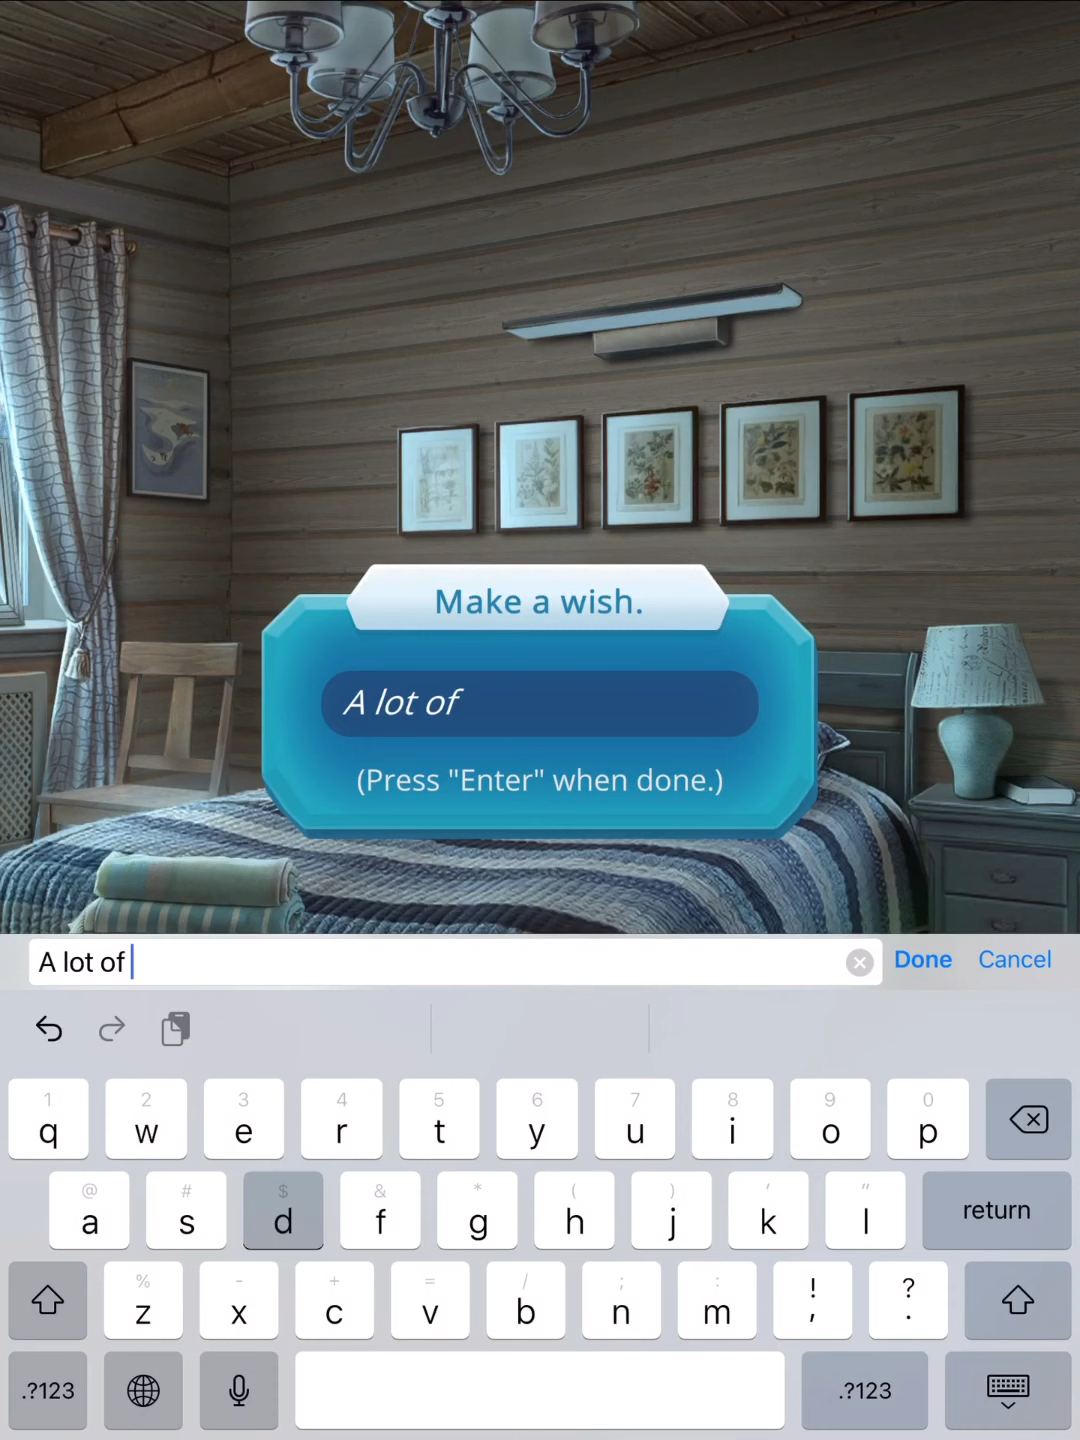 Make a wish.
A lot of
(Press "Enter" when done.)
A lot of
Done
Cancel
1 2 3 4 5 6 7 8 9 0
q w e r t y u i o p
@ # $ & * ( ) ' "
a s d f g h j k l return
% - + = / ; : ! ?
z x c v b n m , .
.?123 .?123